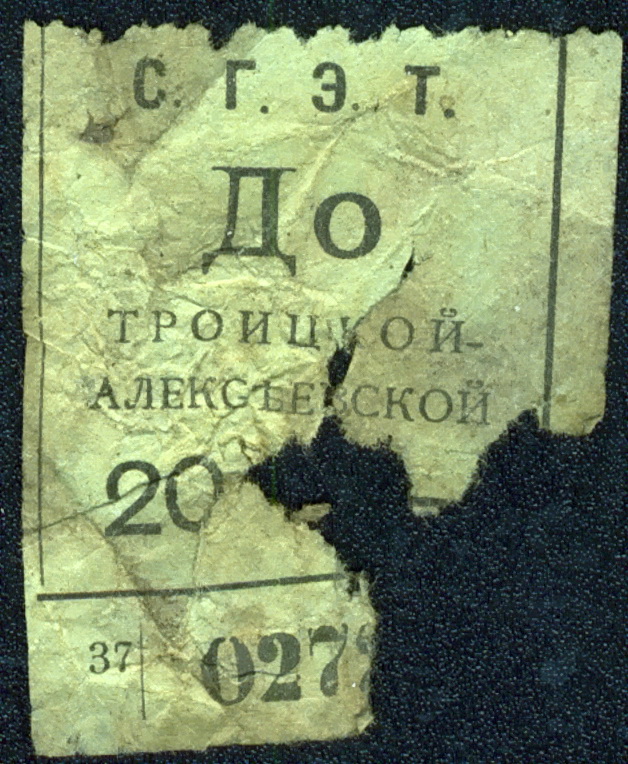 С. Г. Э. Т.
До
ТРОИЦКОЙ-
АЛЕКСѢЕВСКОЙ
20
37 027